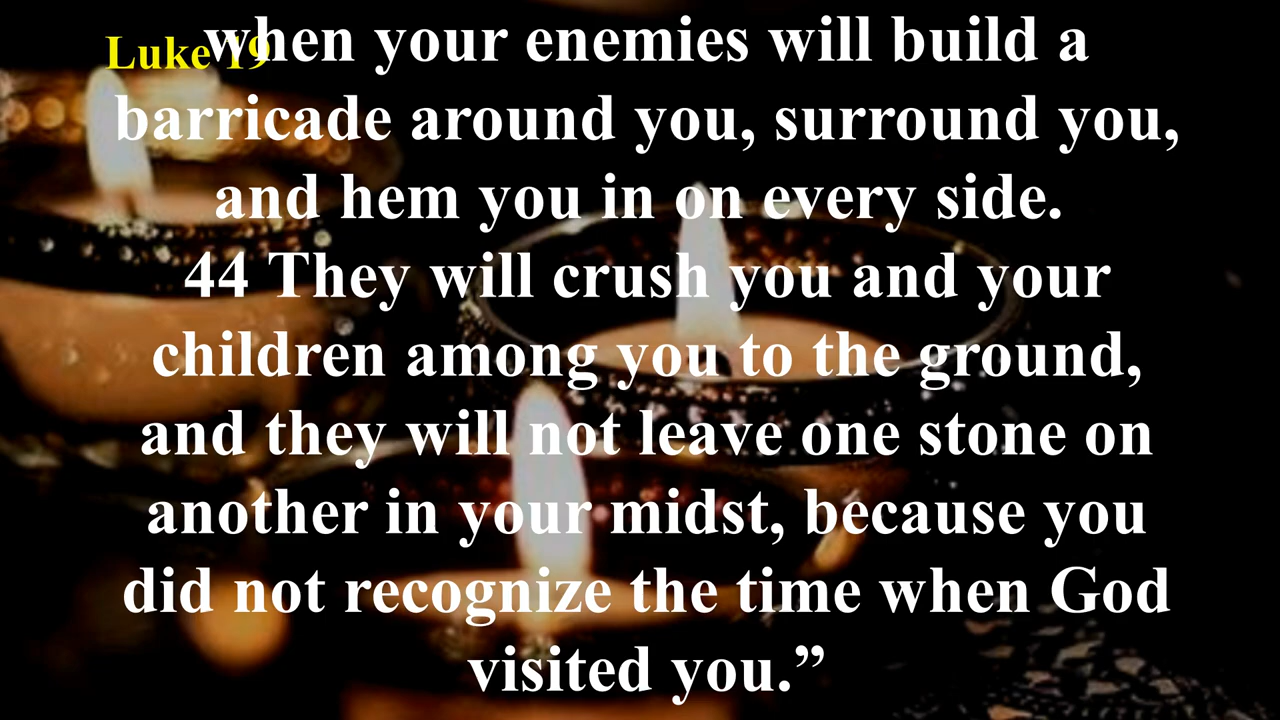 Luke 19
when your enemies will build a
barricade around you, surround you,
and hem you in on every side.
44 They will crush you and your
children among you to the ground,
and they will not leave one stone on
another in your midst, because you
did not recognize the time when God
visited you.”